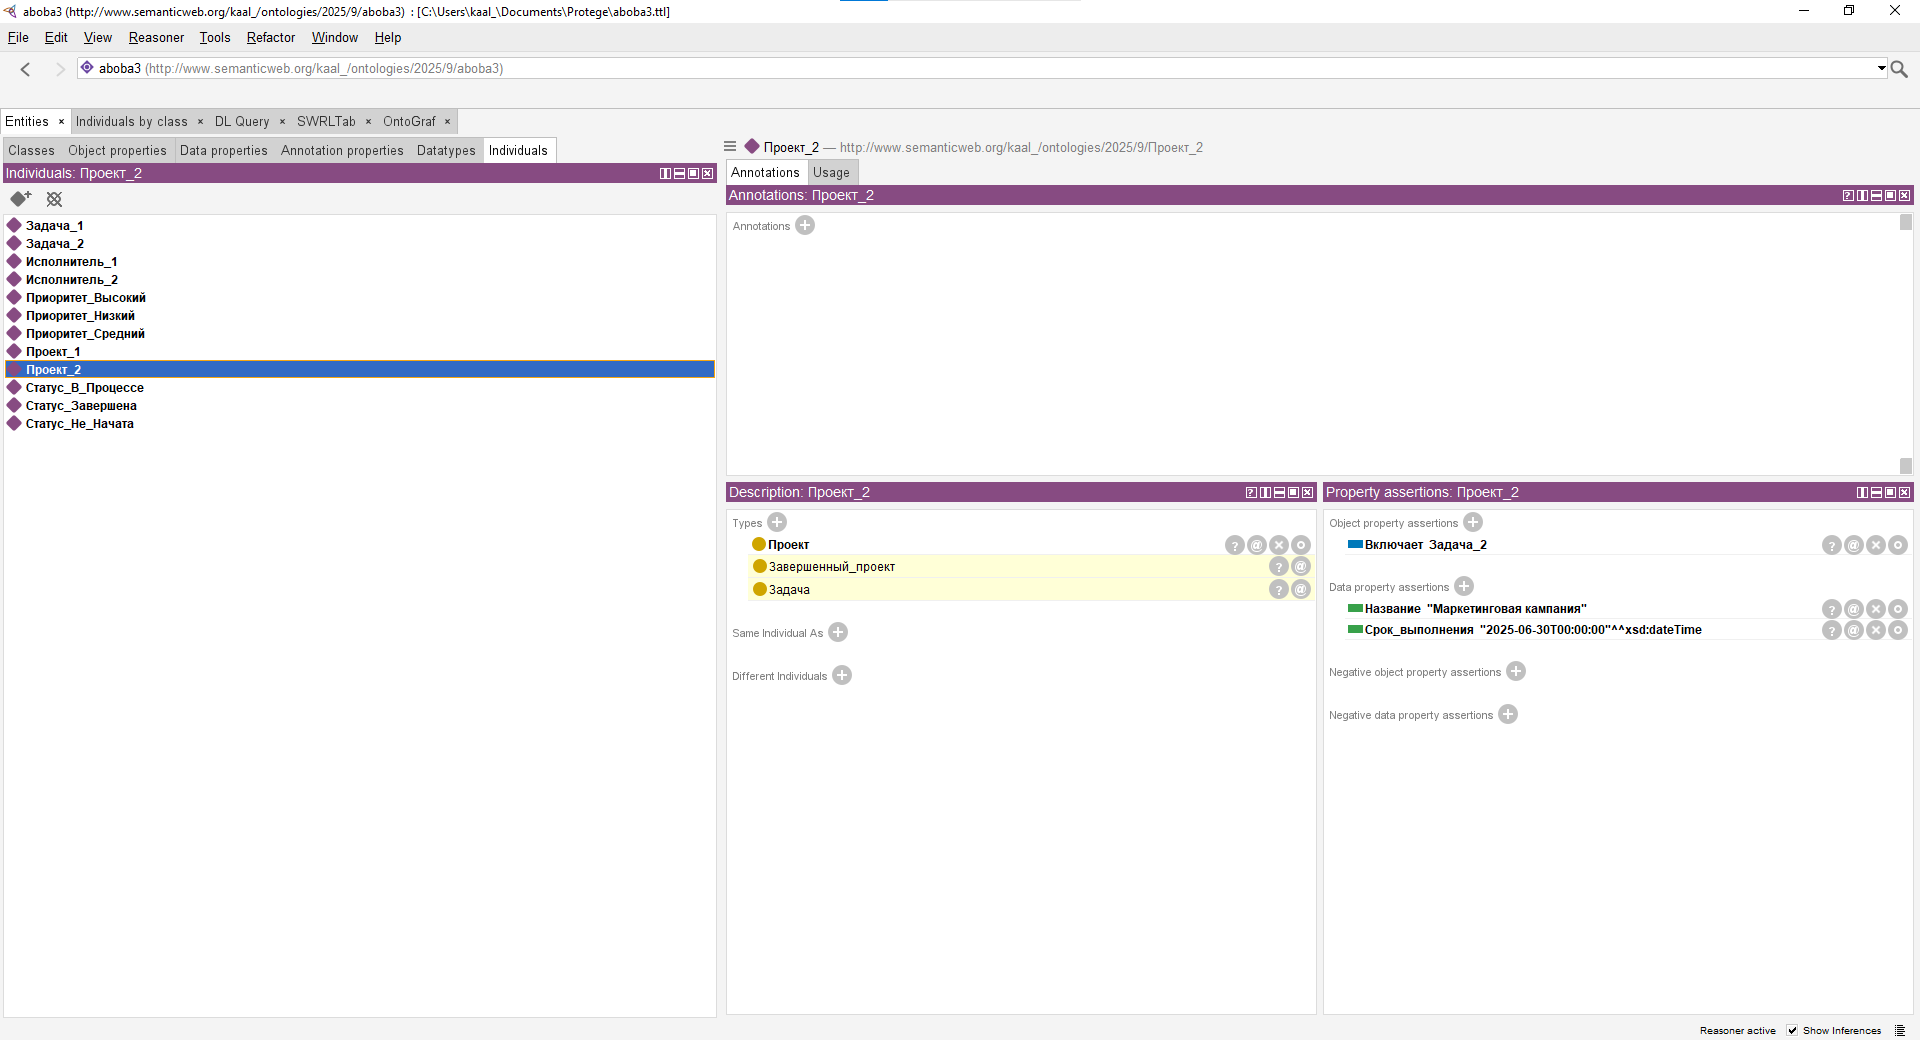 aboba3 (http://www.semanticweb.org/kaal_/ontologies/2025/9/aboba3) : [C:\Users\kaal_\Documents\Protege\aboba3.ttl]
File Edit View Reasoner Tools Refactor Window Help
aboba3 (http://www.semanticweb.org/kaal_/ontologies/2025/9/aboba3)
Entities × Individuals by class × DL Query × SWRLTab × OntoGraf ×
Classes Object properties Data properties Annotation properties Datatypes Individuals
Individuals: Проект_2
Задача_1
Задача_2
Исполнитель_1
Исполнитель_2
Приоритет_Высокий
Приоритет_Низкий
Приоритет_Средний
Проект_1
Проект_2
Статус_В_Процессе
Статус_Завершена
Статус_Не_Начата
Проект_2 — http://www.semanticweb.org/kaal_/ontologies/2025/9/Проект_2
Annotations Usage
Annotations: Проект_2
Annotations
Description: Проект_2
Types
Проект
Завершенный_проект
Задача
Same Individual As
Different Individuals
Property assertions: Проект_2
Object property assertions
Включает Задача_2
Data property assertions
Название "Маркетинговая кампания"
Срок_выполнения "2025-06-30T00:00:00"^^xsd:dateTime
Negative object property assertions
Negative data property assertions
Reasoner active Show Inferences